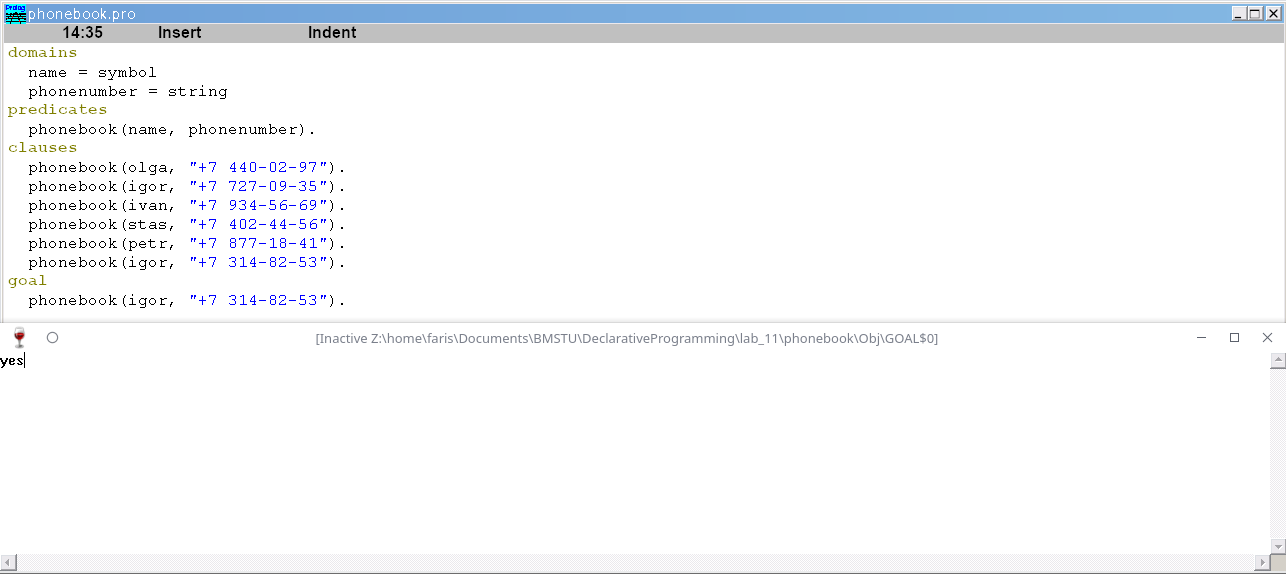 Prolog
phonebook.pro
14:35 Insert Indent
domains
  name = symbol
  phonenumber = string
predicates
  phonebook(name, phonenumber).
clauses
  phonebook(olga, "+7 440-02-97").
  phonebook(igor, "+7 727-09-35").
  phonebook(ivan, "+7 934-56-69").
  phonebook(stas, "+7 402-44-56").
  phonebook(petr, "+7 877-18-41").
  phonebook(igor, "+7 314-82-53").
goal
  phonebook(igor, "+7 314-82-53").
[Inactive Z:\home\faris\Documents\BMSTU\DeclarativeProgramming\lab_11\phonebook\Obj\GOAL$0]
yes